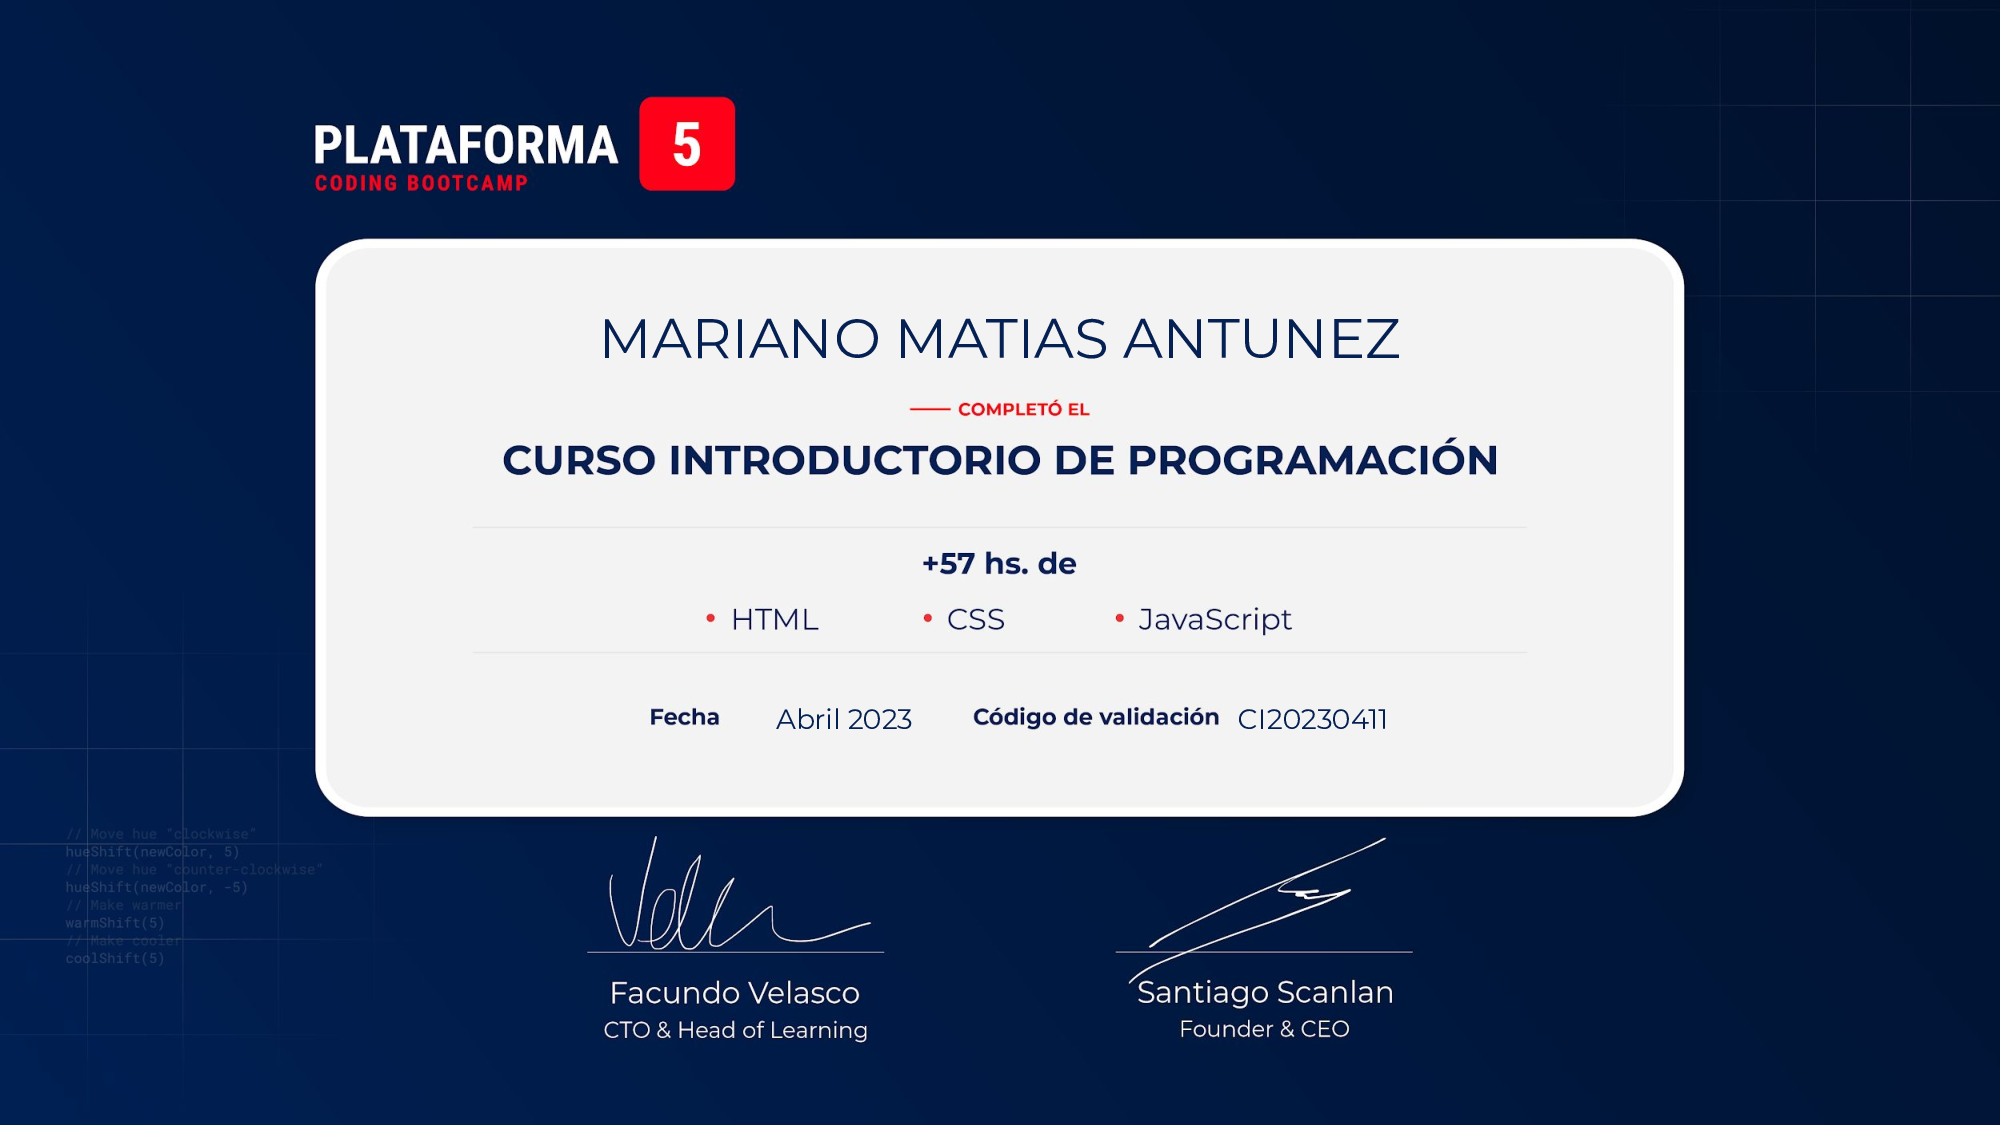 PLATAFORMA 5
CODING BOOTCAMP
MARIANO MATIAS ANTUNEZ
COMPLETÓ EL
CURSO INTRODUCTORIO DE PROGRAMACIÓN
+57 hs. de
• HTML • CSS • JavaScript
Fecha Abril 2023 Código de validación CI20230411
// Move hue "clockwise"
hueShift(newColor, 5)
// Move hue "counter-clockwise"
hueShift(newColor, -5)
// Make warmer
warmShift(5)
// Make cooler
coolShift(5)
Facundo Velasco
CTO & Head of Learning
Santiago Scanlan
Founder & CEO